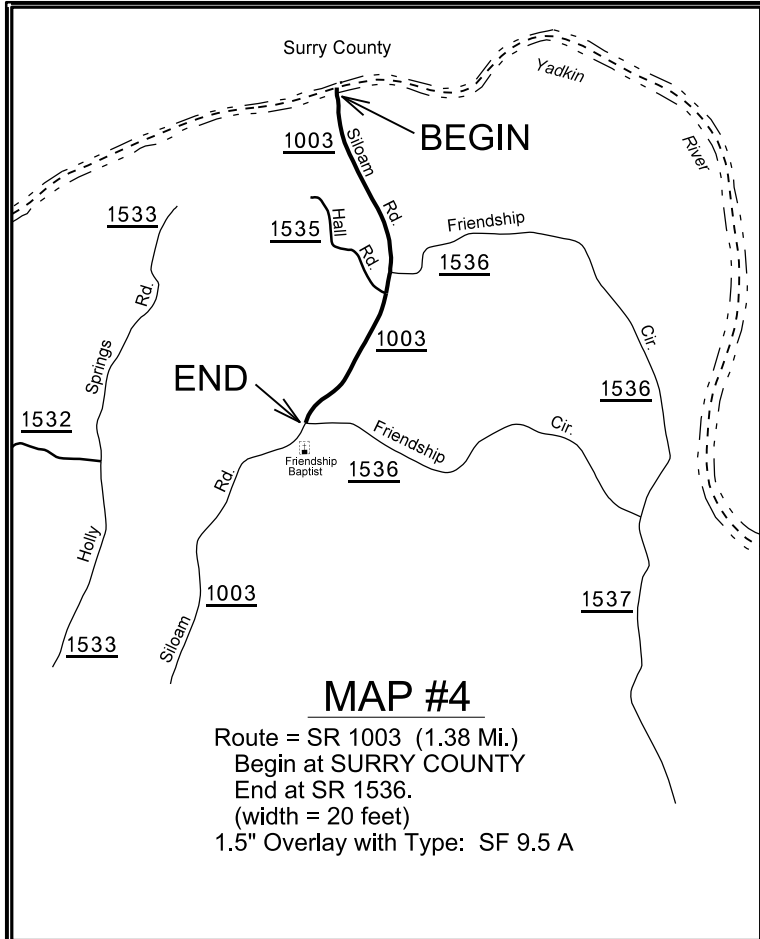 Surry County
Yadkin
River
BEGIN
1003
Siloam
Rd.
1533
1535
Hall
Rd.
Friendship
1536
Rd.
1003
Cir.
Springs
END
1536
1532
Friendship
Cir.
Friendship
Baptist
1536
Rd.
Holly
1003
1537
Siloam
1533
MAP #4
Route = SR 1003 (1.38 Mi.)
Begin at SURRY COUNTY
End at SR 1536.
(width = 20 feet)
1.5" Overlay with Type: SF 9.5 A